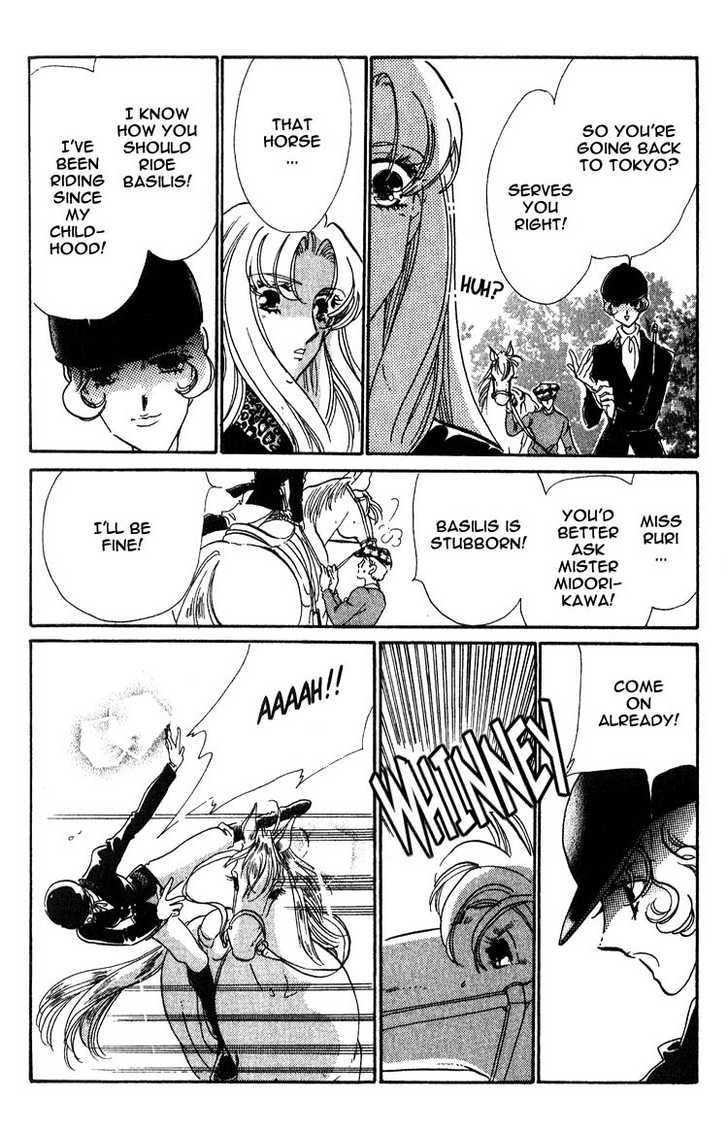 SO YOU'RE
GOING BACK
TO TOKYO?
SERVES
YOU
RIGHT!
HUH?
THAT
HORSE
...
I KNOW
HOW YOU
SHOULD
RIDE
BASILIS!
I'VE
BEEN
RIDING
SINCE
MY
CHILD-
HOOD!
MISS
RURI
...
YOU'D
BETTER
ASK
MISTER
MIDORI-
KAWA!
BASILIS IS
STUBBORN!
I'LL BE
FINE!
COME
ON
ALREADY!
WHINNEY
AAAAH!!